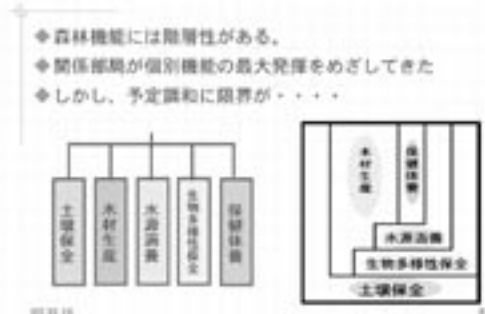 森林機能には階層性がある。
関係部局が個別機能の最大発揮をめざしてきた
しかし、予定調和に限界が・・・・
土壌保全
木材生産
水源涵養
生物多様性保全
保健休養
木材生産
保健休養
水源涵養
生物多様性保全
土壌保全